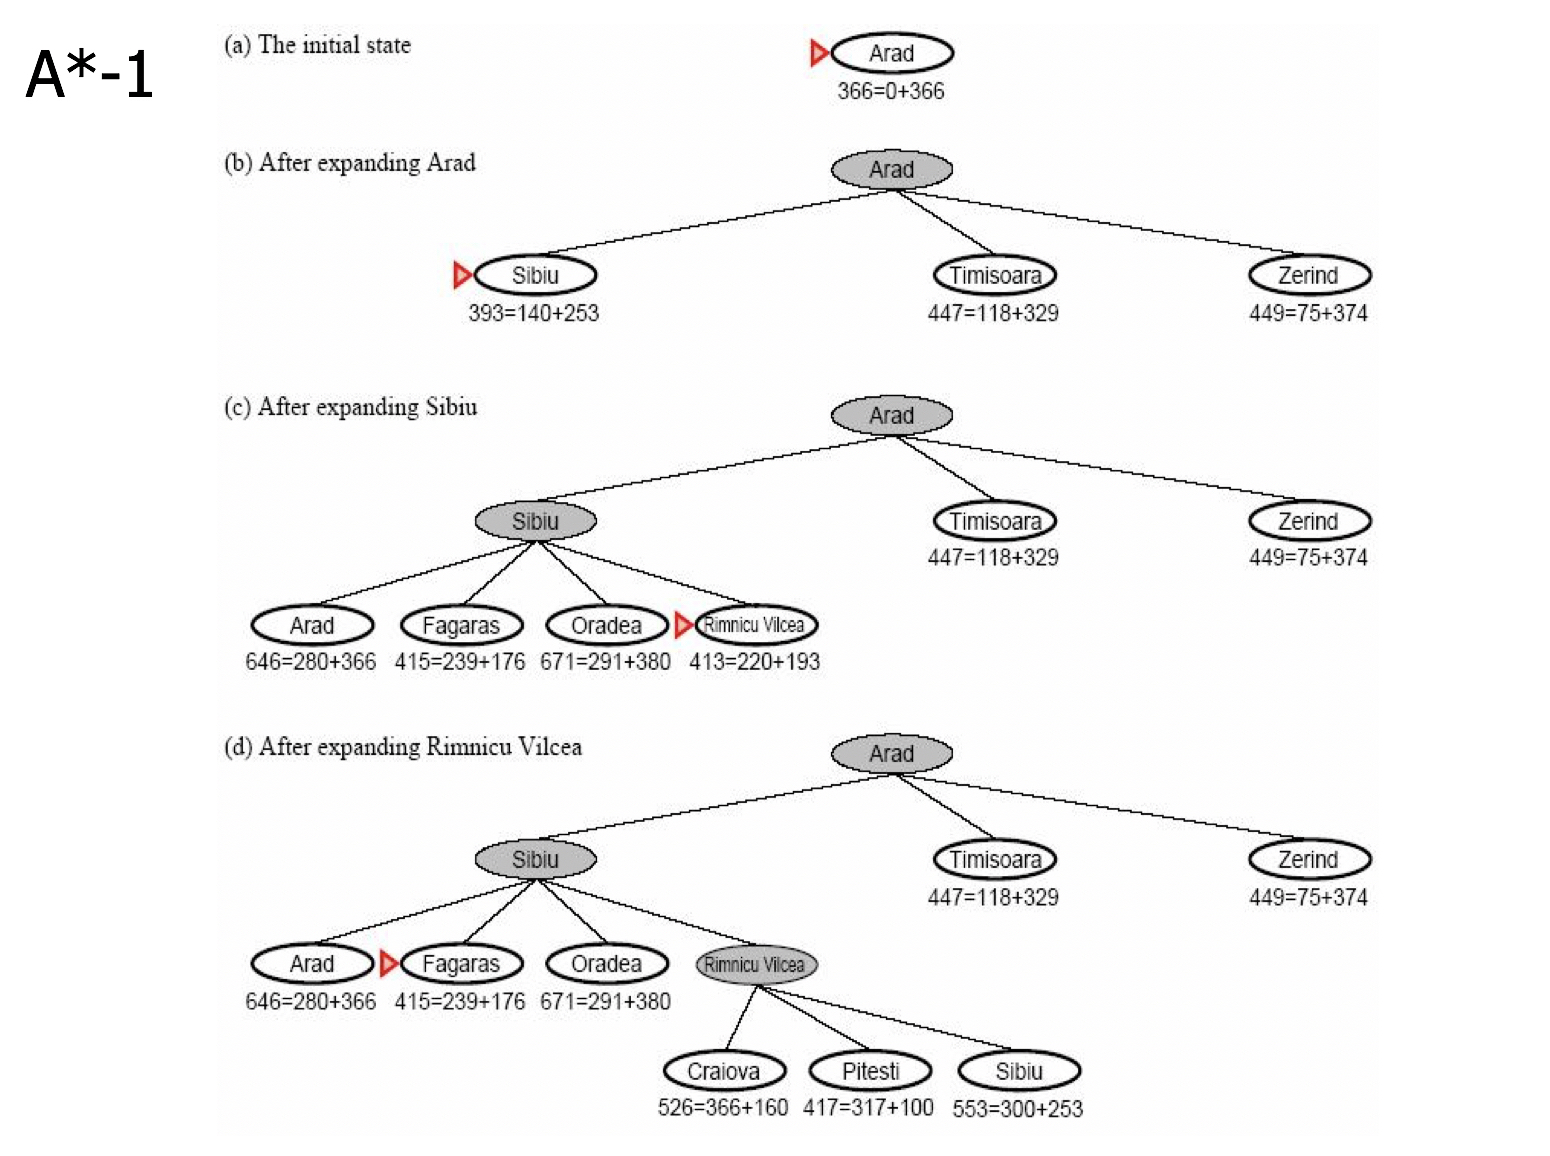 A*-1
(a) The initial state
Arad
366=0+366
(b) After expanding Arad
Arad
Sibiu
Timisoara
Zerind
393=140+253
447=118+329
449=75+374
(c) After expanding Sibiu
Arad
Sibiu
Timisoara
Zerind
447=118+329
449=75+374
Arad
Fagaras
Oradea
Rimnicu Vilcea
646=280+366
415=239+176
671=291+380
413=220+193
(d) After expanding Rimnicu Vilcea
Arad
Sibiu
Timisoara
Zerind
447=118+329
449=75+374
Arad
Fagaras
Oradea
Rimnicu Vilcea
646=280+366
415=239+176
671=291+380
Craiova
Pitesti
Sibiu
526=366+160
417=317+100
553=300+253